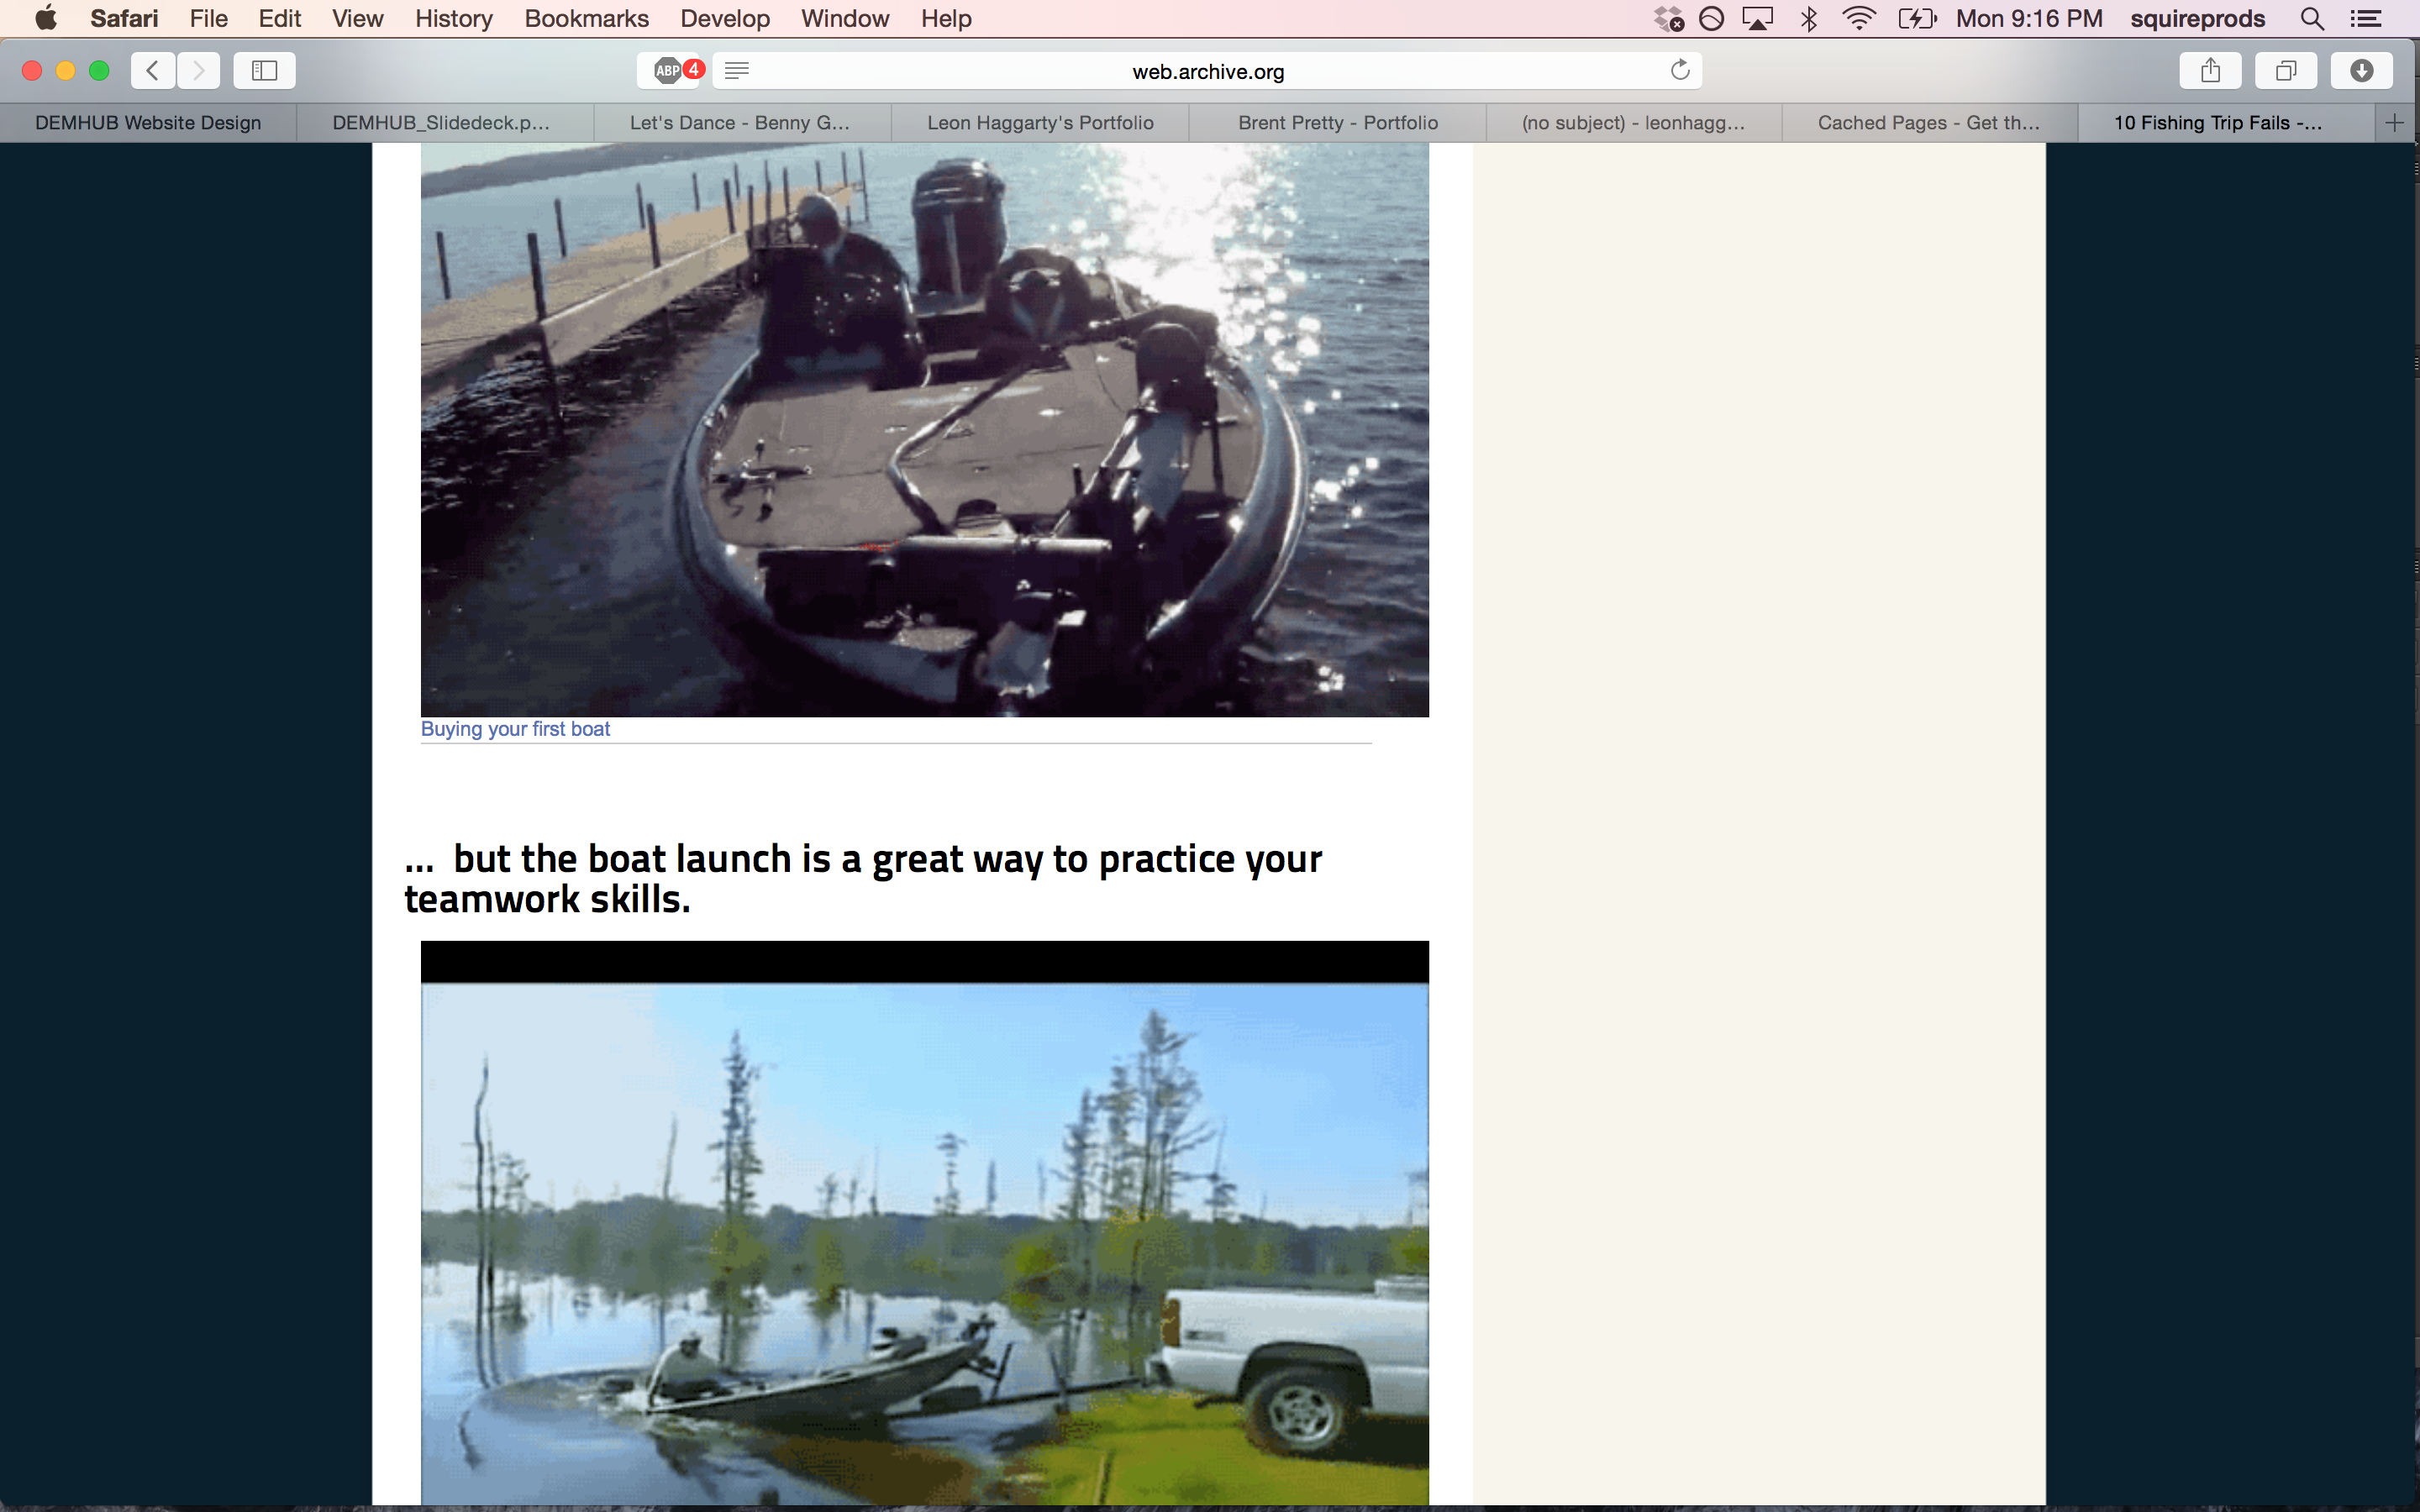 Safari File Edit View History Bookmarks Develop Window Help Mon 9:16 PM squireprods
ABP 4 web.archive.org
DEMHUB Website Design DEMHUB_Slidedeck.p... Let's Dance - Benny G... Leon Haggarty's Portfolio Brent Pretty - Portfolio (no subject) - leonhagg... Cached Pages - Get th... 10 Fishing Trip Fails -...
Buying your first boat
... but the boat launch is a great way to practice your
teamwork skills.